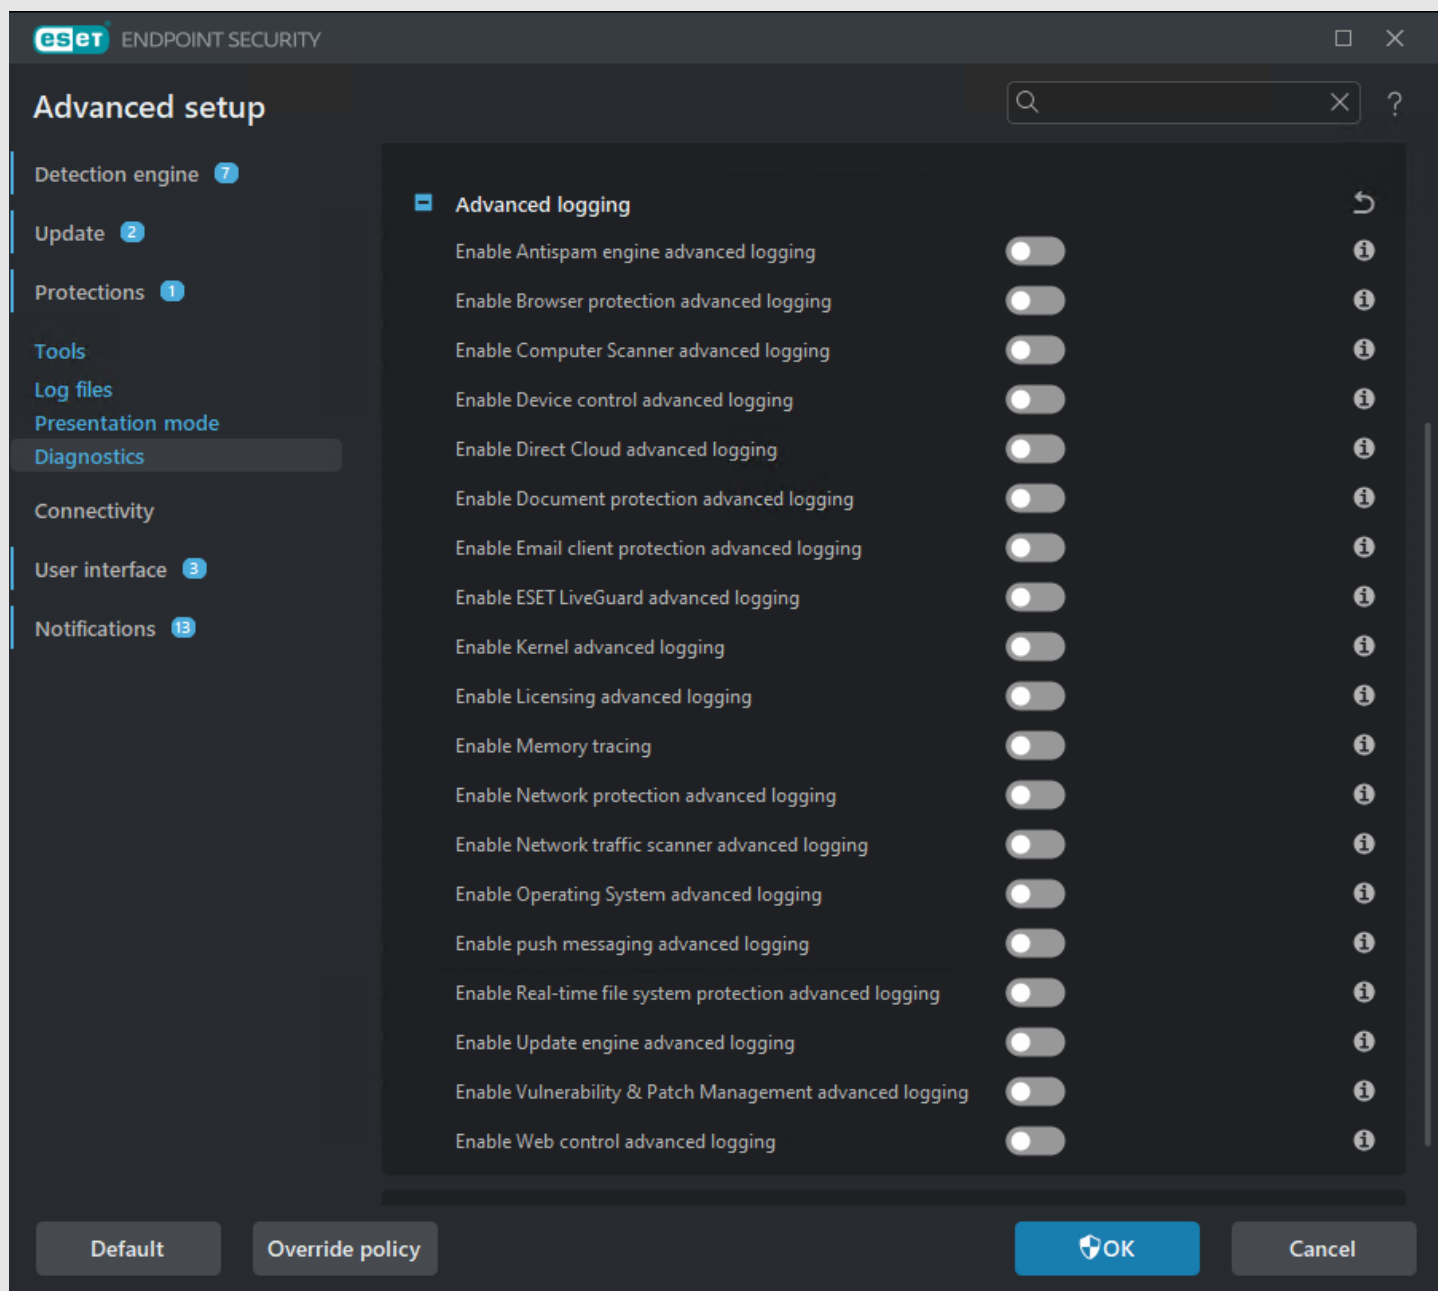 eset ENDPOINT SECURITY
Advanced setup
?
Detection engine 7
Update 2
Protections 1
Tools
Log files
Presentation mode
Diagnostics
Connectivity
User interface 3
Notifications 13
Advanced logging
Enable Antispam engine advanced logging
Enable Browser protection advanced logging
Enable Computer Scanner advanced logging
Enable Device control advanced logging
Enable Direct Cloud advanced logging
Enable Document protection advanced logging
Enable Email client protection advanced logging
Enable ESET LiveGuard advanced logging
Enable Kernel advanced logging
Enable Licensing advanced logging
Enable Memory tracing
Enable Network protection advanced logging
Enable Network traffic scanner advanced logging
Enable Operating System advanced logging
Enable push messaging advanced logging
Enable Real-time file system protection advanced logging
Enable Update engine advanced logging
Enable Vulnerability & Patch Management advanced logging
Enable Web control advanced logging
Default
Override policy
OK
Cancel